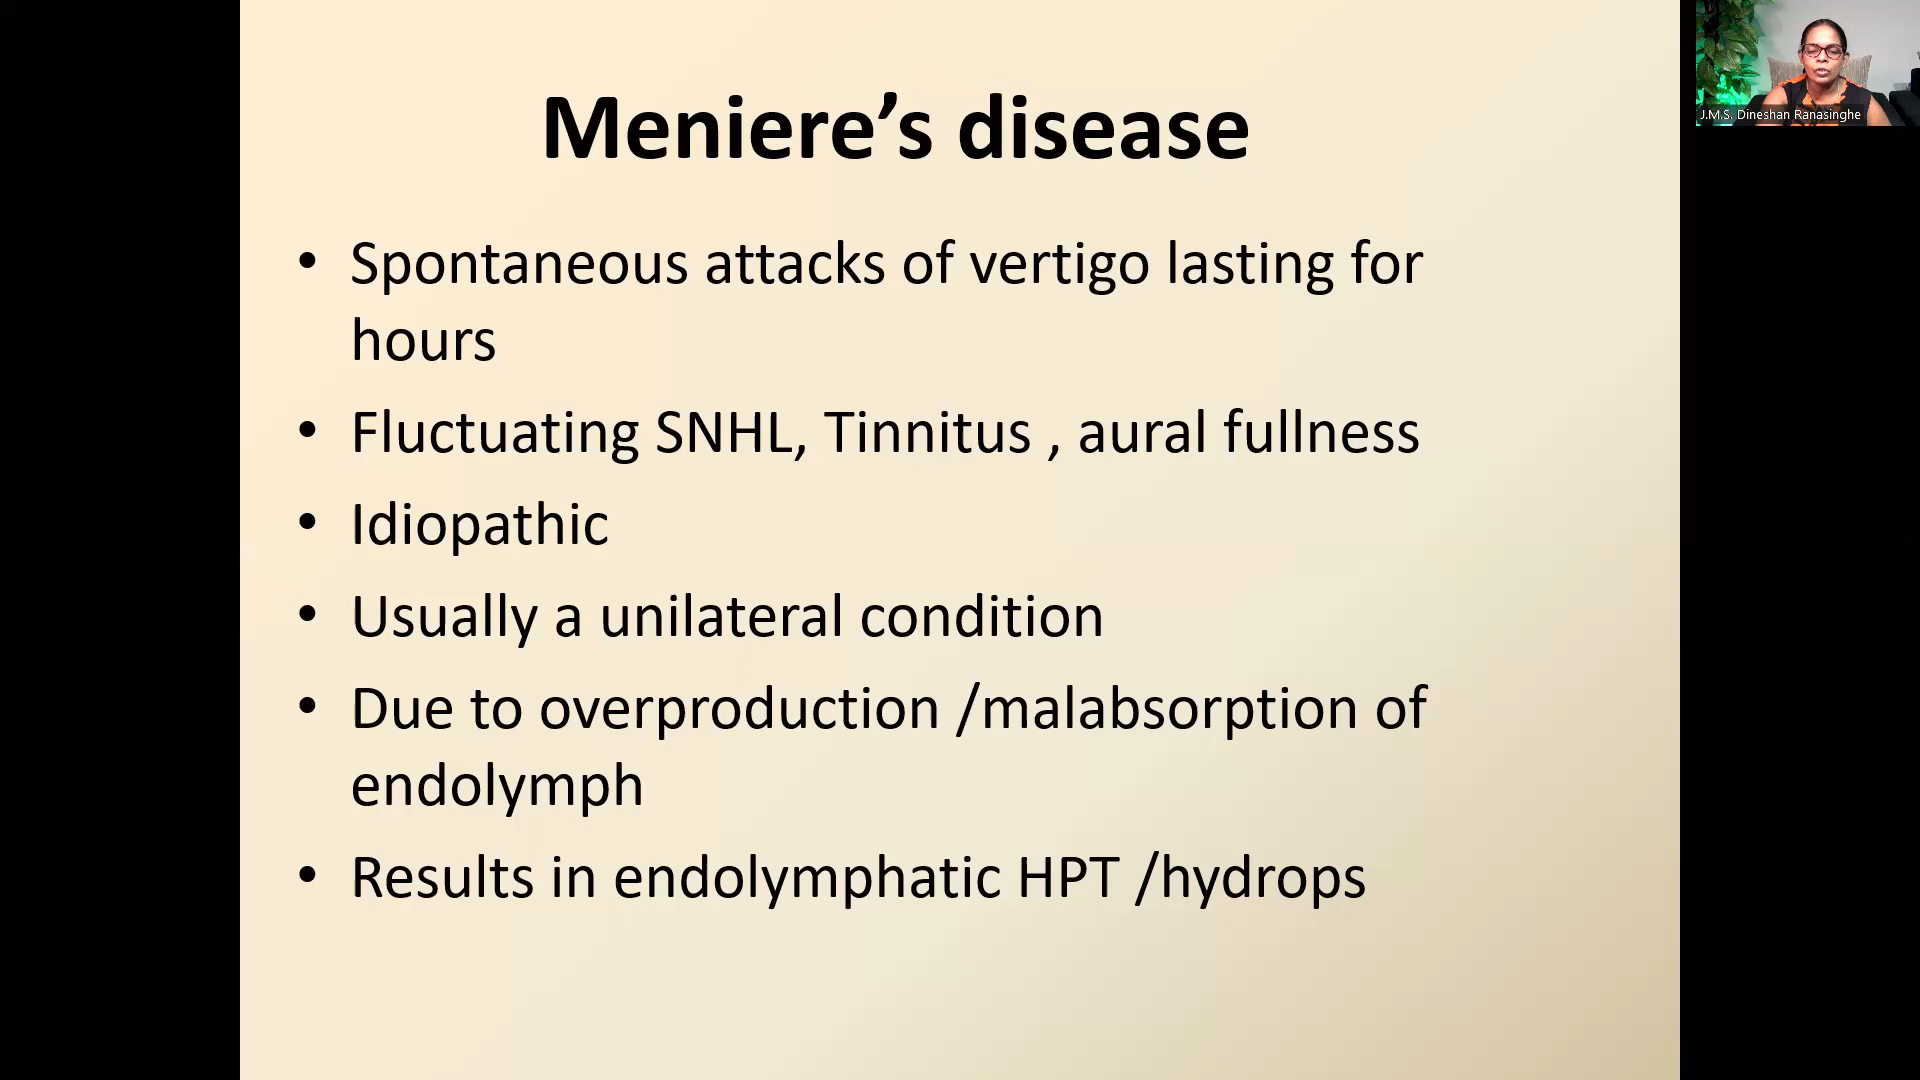 Meniere’s disease
• Spontaneous attacks of vertigo lasting for
hours
• Fluctuating SNHL, Tinnitus , aural fullness
• Idiopathic
• Usually a unilateral condition
• Due to overproduction /malabsorption of
endolymph
• Results in endolymphatic HPT /hydrops
J.M.S. Dineshan Ranasinghe